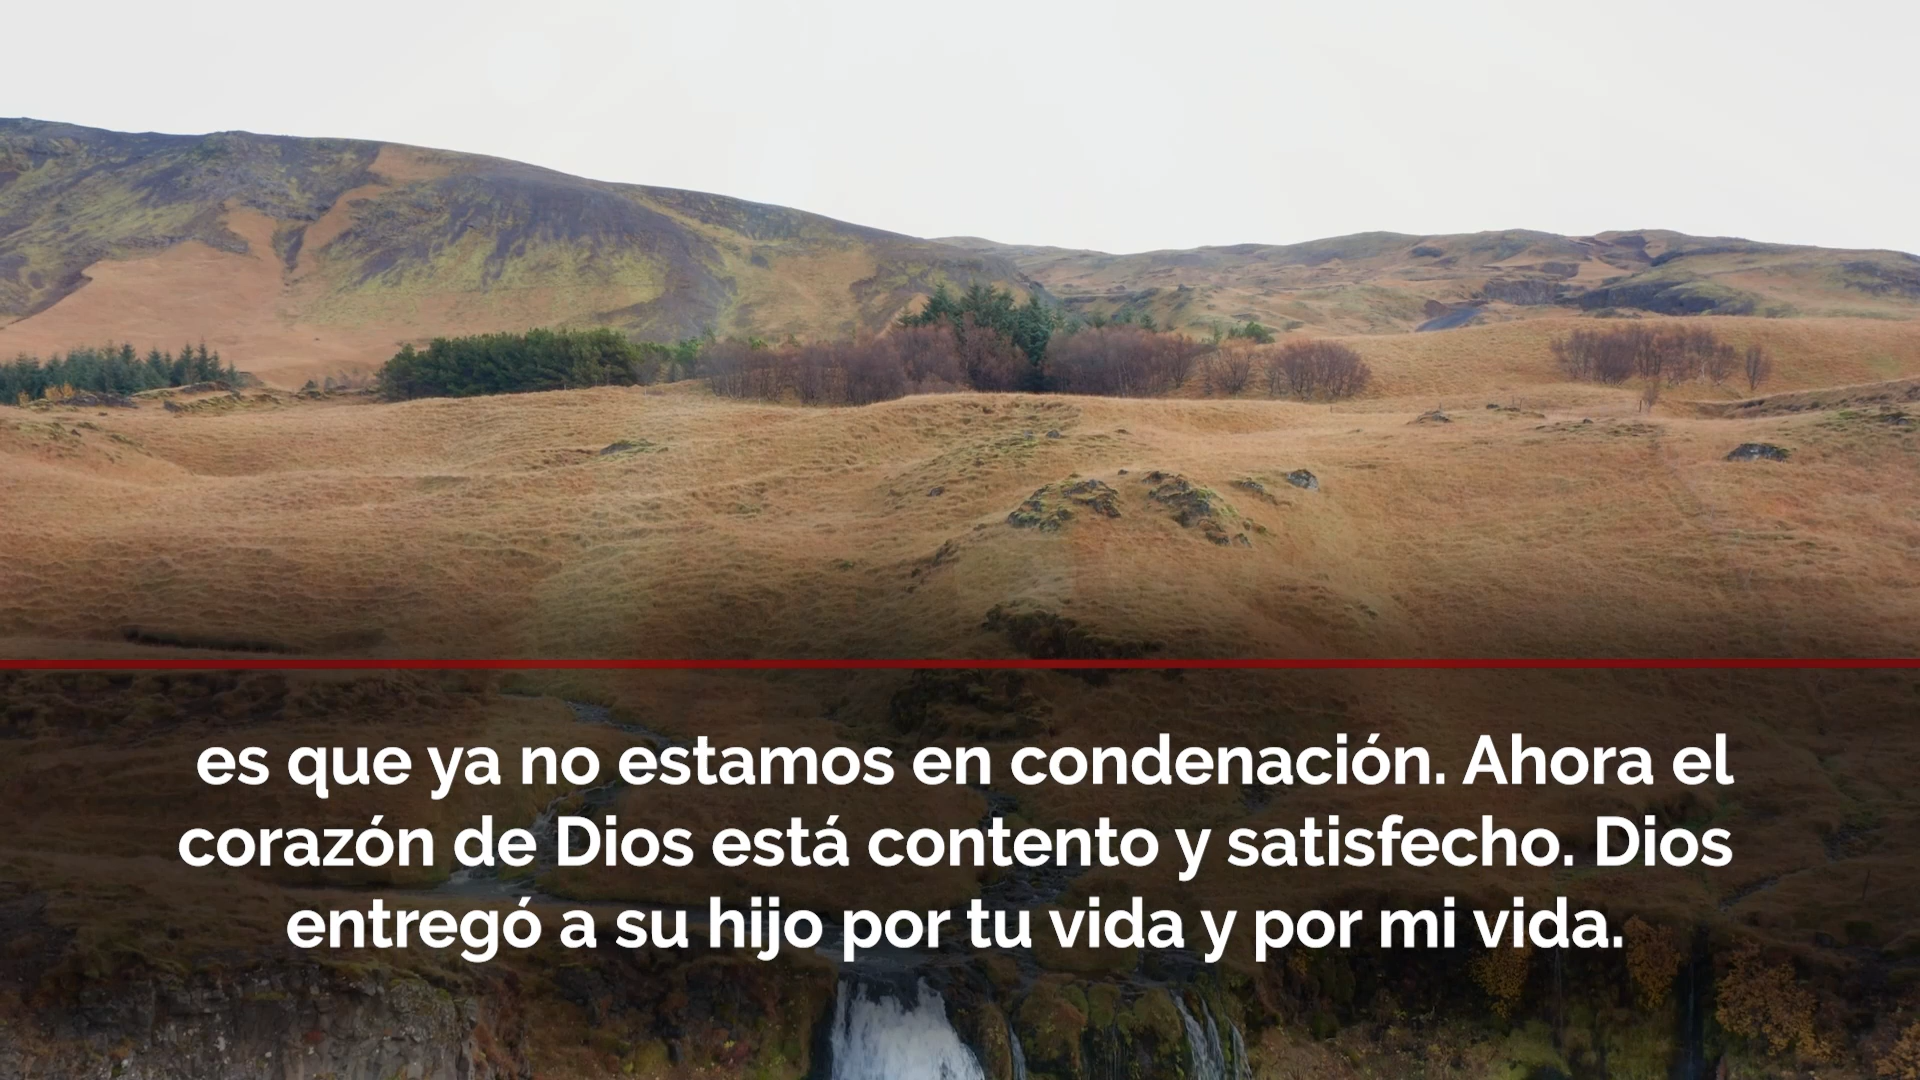 es que ya no estamos en condenación. Ahora el
corazón de Dios está contento y satisfecho. Dios
entregó a su hijo por tu vida y por mi vida.